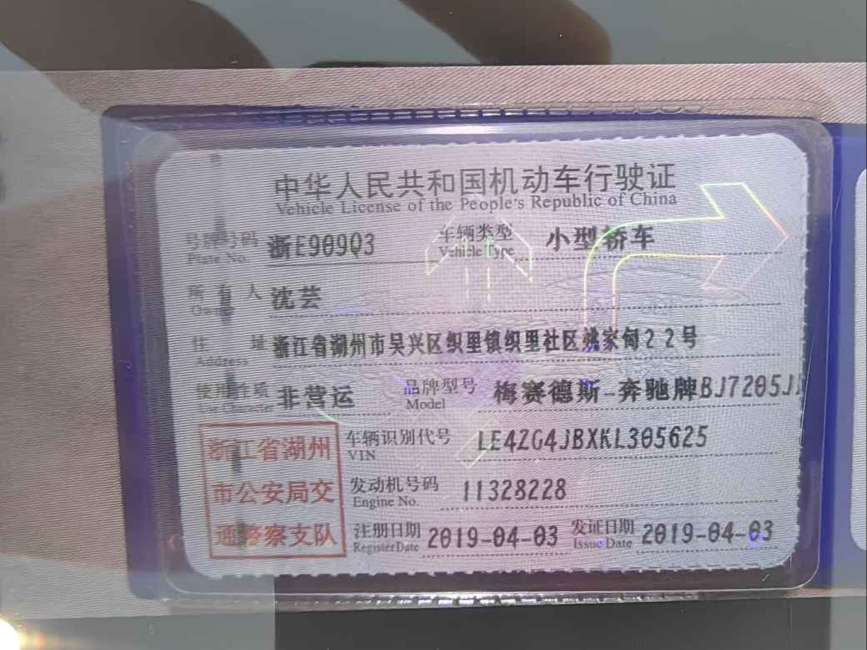 中华人民共和国机动车行驶证
Vehicle License of the People's Republic of China
号牌号码 浙E909Q3 车辆类型 小型轿车
Plate No. Vehicle Type
所有人 沈芸
Owner
住址 浙江省湖州市吴兴区织里镇织里社区姚家甸22号
Address
使用性质 非营运 品牌型号 梅赛德斯-奔驰牌BJ7205J
Use Character Model
浙江省湖州 车辆识别代号 LE4ZG4JBXKL305625
VIN
市公安局交 发动机号码 11328228
Engine No.
通警察支队 注册日期 2019-04-03 发证日期 2019-04-03
Register Date Issue Date